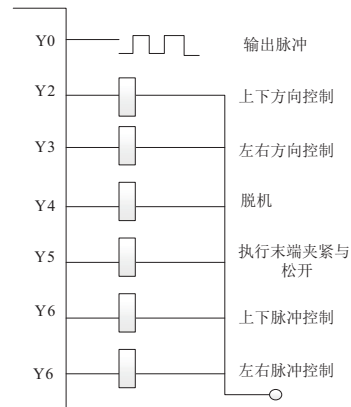 Y0 输出脉冲
Y2 上下方向控制
Y3 左右方向控制
Y4 脱机
Y5 执行末端夹紧与
松开
Y6 上下脉冲控制
Y6 左右脉冲控制